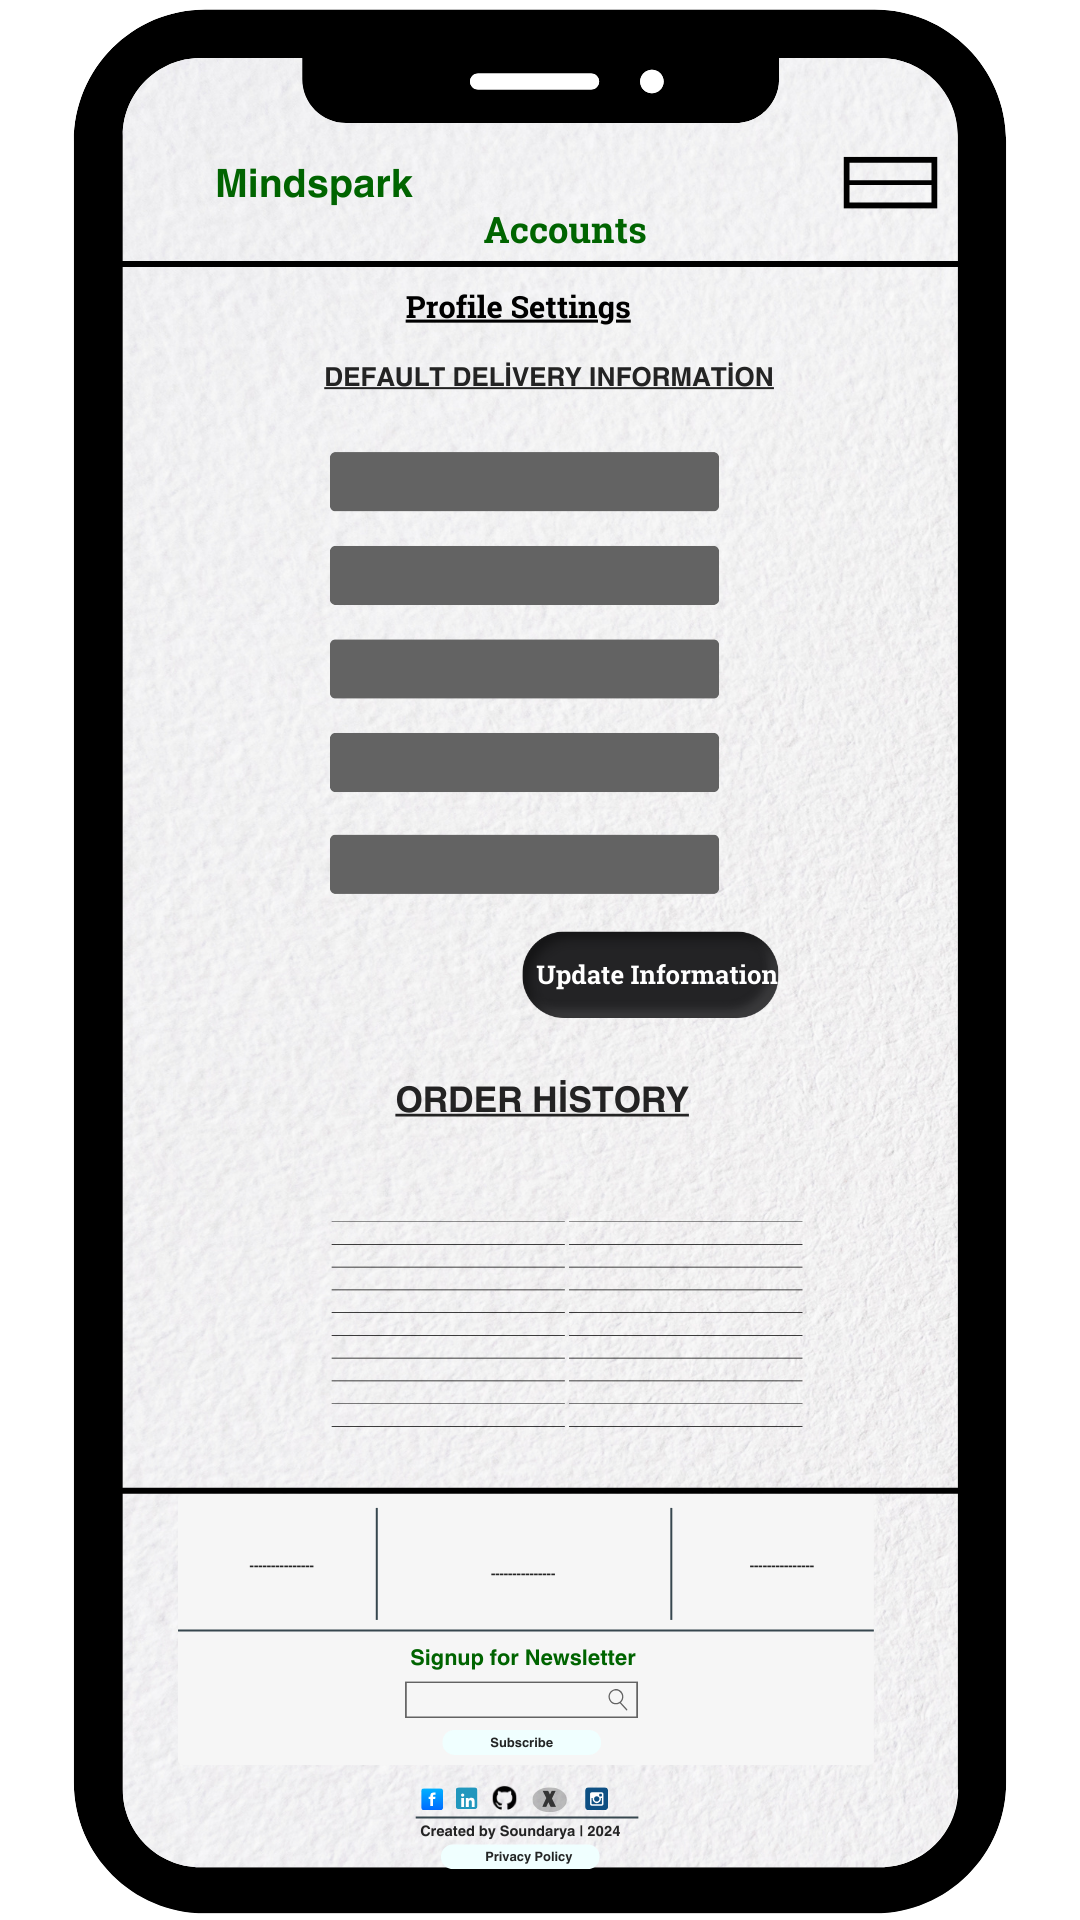 Mindspark
Accounts
Profile Settings
DEFAULT DELİVERY INFORMATİON
Update Information
ORDER HİSTORY
---------------
---------------
---------------
Signup for Newsletter
Subscribe
Created by Soundarya | 2024
Privacy Policy